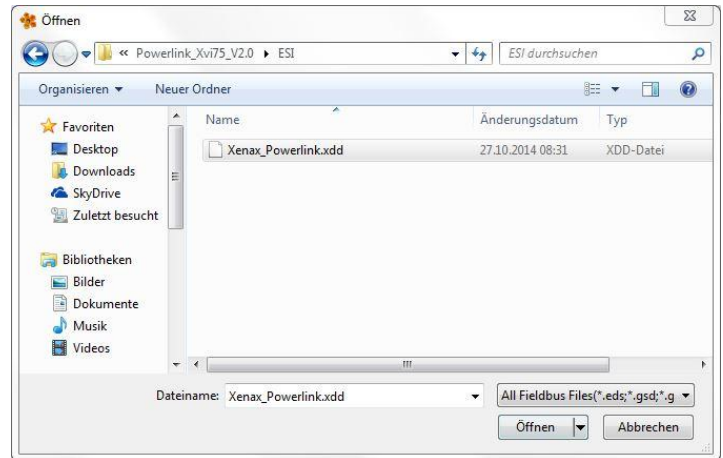 Öffnen
« Powerlink_Xvi75_V2.0 ▸ ESI
ESI durchsuchen
Organisieren
Neuer Ordner
Favoriten
Desktop
Downloads
SkyDrive
Zuletzt besucht
Bibliotheken
Bilder
Dokumente
Musik
Videos
Name Änderungsdatum Typ
Xenax_Powerlink.xdd 27.10.2014 08:31 XDD-Datei
Dateiname: Xenax_Powerlink.xdd
All Fieldbus Files(*.eds;*.gsd;*.g
Öffnen
Abbrechen